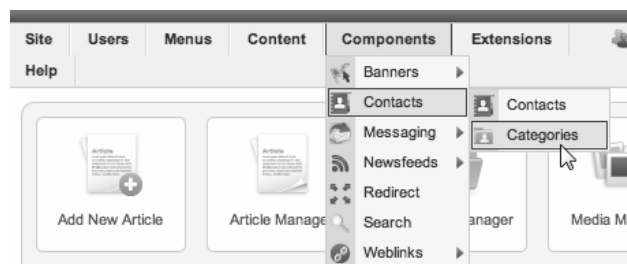 Site Users Menus Content Components Extensions
Help
Banners
Contacts
Contacts
Messaging
Categories
Newsfeeds
Redirect
Search
Weblinks
Add New Article
Article Manage
anager
Media M